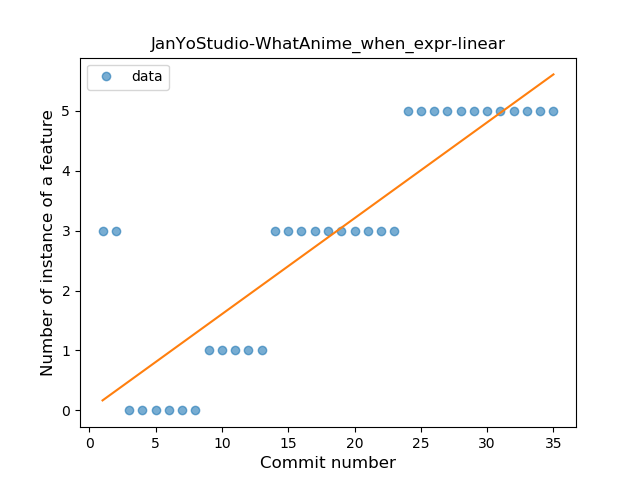 JanYoStudio-WhatAnime_when_expr-linear
data
Number of instance of a feature
5
4
3
2
1
0
0 5 10 15 20 25 30 35
Commit number